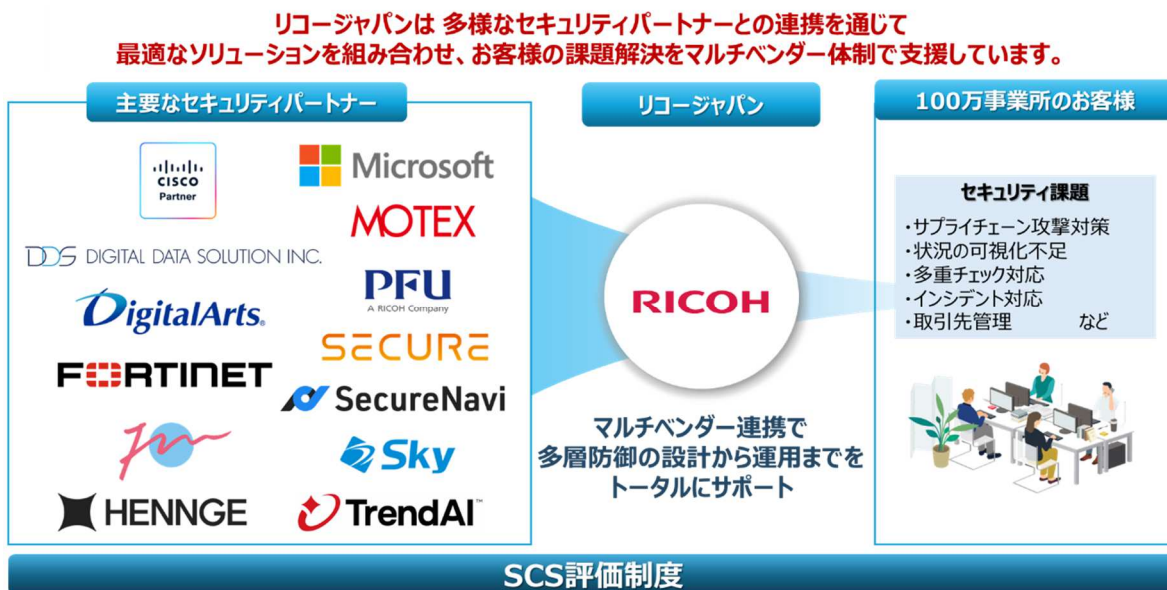 リコージャパンは 多様なセキュリティパートナーとの連携を通じて
最適なソリューションを組み合わせ、お客様の課題解決をマルチベンダー体制で支援しています。
主要なセキュリティパートナー
CISCO
Partner
Microsoft
MOTEX
DDS DIGITAL DATA SOLUTION INC.
PFU
A RICOH Company
DigitalArts®
SECURE
FORTINET
SecureNavi
Sky
HENNGE
TrendAI™
リコージャパン
RICOH
マルチベンダー連携で
多層防御の設計から運用までを
トータルにサポート
100万事業所のお客様
セキュリティ課題
・サプライチェーン攻撃対策
・状況の可視化不足
・多重チェック対応
・インシデント対応
・取引先管理 など
SCS評価制度